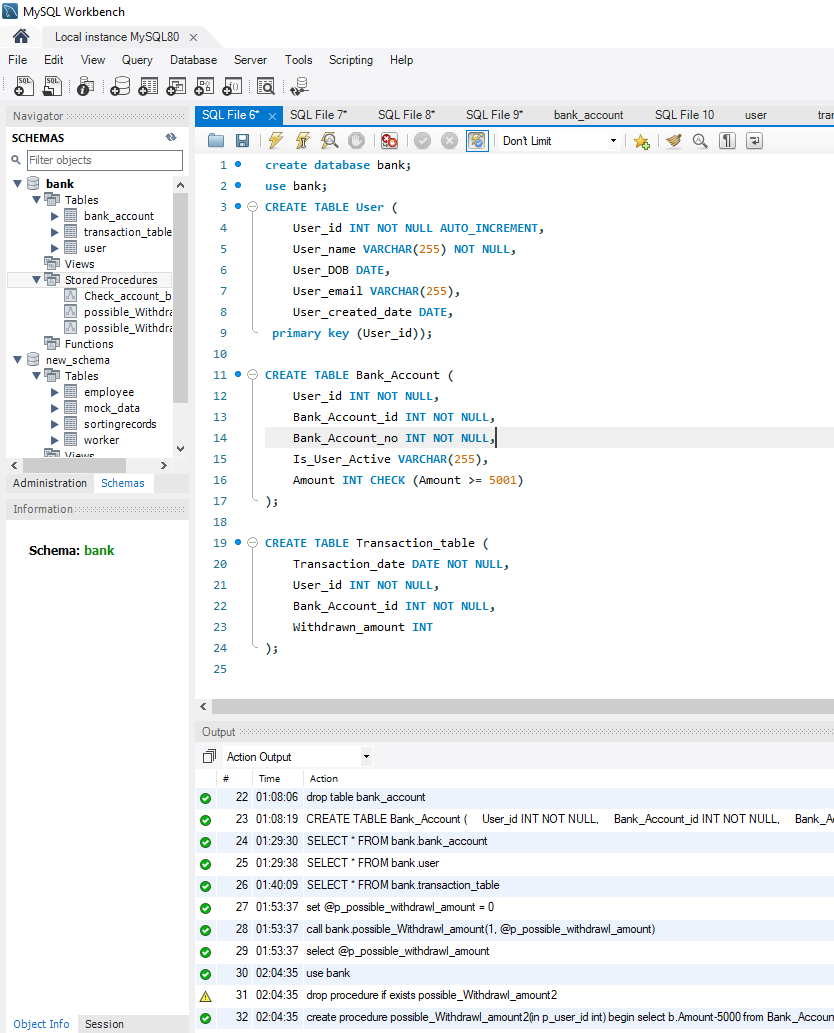 MySQL Workbench
Local instance MySQL80
File Edit View Query Database Server Tools Scripting Help
Navigator
SCHEMAS
Filter objects
bank
Tables
bank_account
transaction_table
user
Views
Stored Procedures
Check_account_b
possible_Withdra
possible_Withdra
Functions
new_schema
Tables
employee
mock_data
sortingrecords
worker
Views
Administration Schemas
Information
Schema: bank
Object Info Session
SQL File 6* SQL File 7* SQL File 8* SQL File 9* bank_account SQL File 10 user tran
Don't Limit
1 create database bank;
2 use bank;
3 CREATE TABLE User (
4 User_id INT NOT NULL AUTO_INCREMENT,
5 User_name VARCHAR(255) NOT NULL,
6 User_DOB DATE,
7 User_email VARCHAR(255),
8 User_created_date DATE,
9 primary key (User_id));
10
11 CREATE TABLE Bank_Account (
12 User_id INT NOT NULL,
13 Bank_Account_id INT NOT NULL,
14 Bank_Account_no INT NOT NULL,
15 Is_User_Active VARCHAR(255),
16 Amount INT CHECK (Amount >= 5001)
17 );
18
19 CREATE TABLE Transaction_table (
20 Transaction_date DATE NOT NULL,
21 User_id INT NOT NULL,
22 Bank_Account_id INT NOT NULL,
23 Withdrawn_amount INT
24 );
25
Output
Action Output
# Time Action
22 01:08:06 drop table bank_account
23 01:08:19 CREATE TABLE Bank_Account ( User_id INT NOT NULL, Bank_Account_id INT NOT NULL, Bank_Ac
24 01:29:30 SELECT * FROM bank.bank_account
25 01:29:38 SELECT * FROM bank.user
26 01:40:09 SELECT * FROM bank.transaction_table
27 01:53:37 set @p_possible_withdrawl_amount = 0
28 01:53:37 call bank.possible_Withdrawl_amount(1, @p_possible_withdrawl_amount)
29 01:53:37 select @p_possible_withdrawl_amount
30 02:04:35 use bank
31 02:04:35 drop procedure if exists possible_Withdrawl_amount2
32 02:04:35 create procedure possible_Withdrawl_amount2(in p_user_id int) begin select b.Amount-5000 from Bank_Accoun